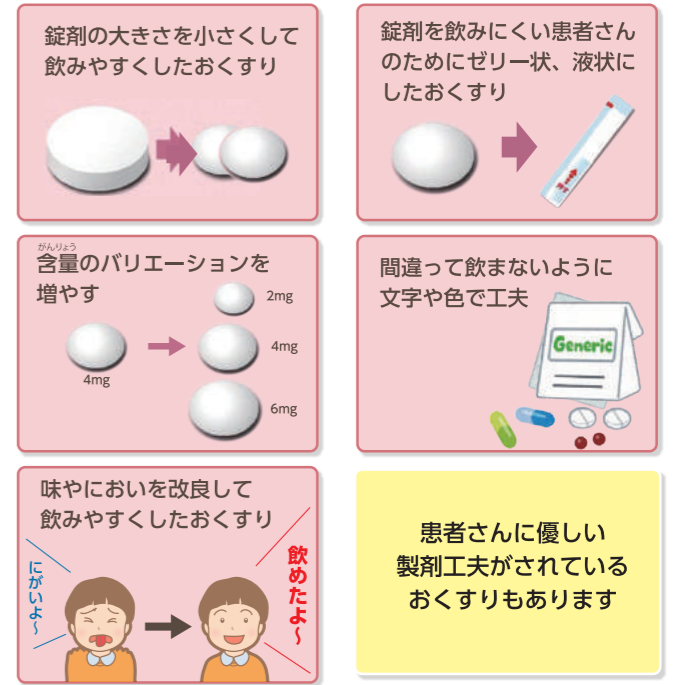 錠剤の大きさを小さくして
飲みやすくしたおくすり
錠剤を飲みにくい患者さん
のためにゼリー状、液状に
したおくすり
がんりょう
含量のバリエーションを
増やす
4mg
2mg
4mg
6mg
間違って飲まないように
文字や色で工夫
Generic
味やにおいを改良して
飲みやすくしたおくすり
にがいよ～
飲めたよ～
患者さんに優しい
製剤工夫がされている
おくすりもあります